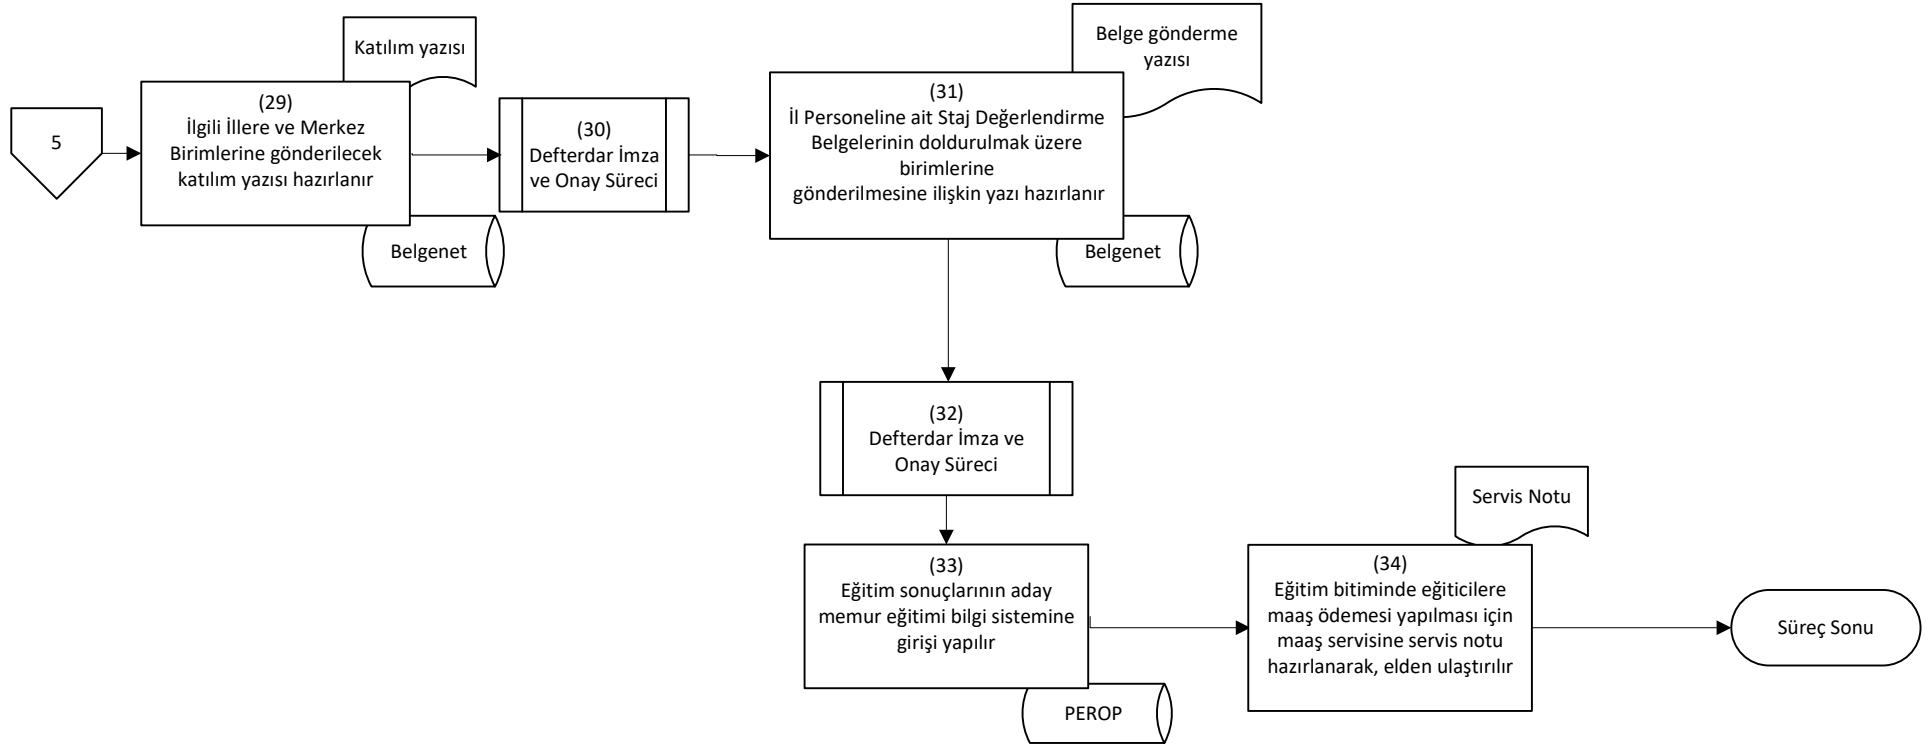 5
Katılım yazısı
(29)
İlgili İllere ve Merkez
Birimlerine gönderilecek
katılım yazısı hazırlanır
Belgenet
(30)
Defterdar İmza
ve Onay Süreci
Belge gönderme
yazısı
(31)
İl Personeline ait Staj Değerlendirme
Belgelerinin doldurulmak üzere
birimlerine
gönderilmesine ilişkin yazı hazırlanır
Belgenet
(32)
Defterdar İmza ve
Onay Süreci
(33)
Eğitim sonuçlarının aday
memur eğitimi bilgi sistemine
girişi yapılır
PEROP
Servis Notu
(34)
Eğitim bitiminde eğiticilere
maaş ödemesi yapılması için
maaş servisine servis notu
hazırlanarak, elden ulaştırılır
Süreç Sonu